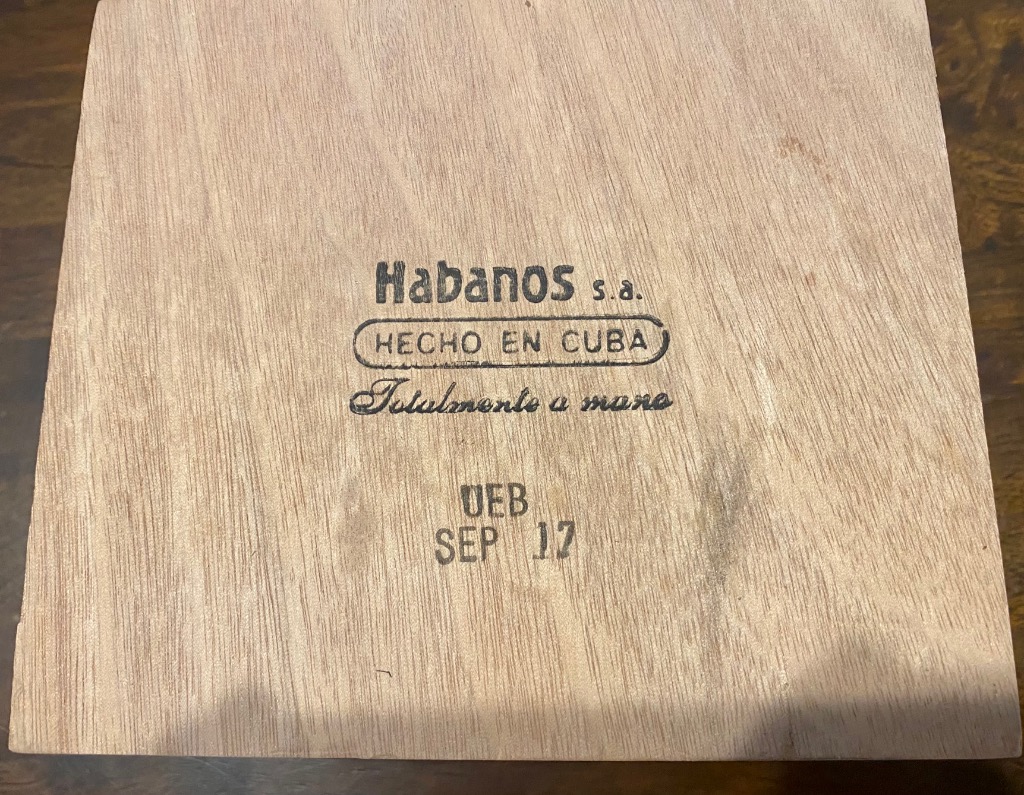 Habanos s.a.
HECHO EN CUBA
Totalmente a mano
UEB
SEP 17